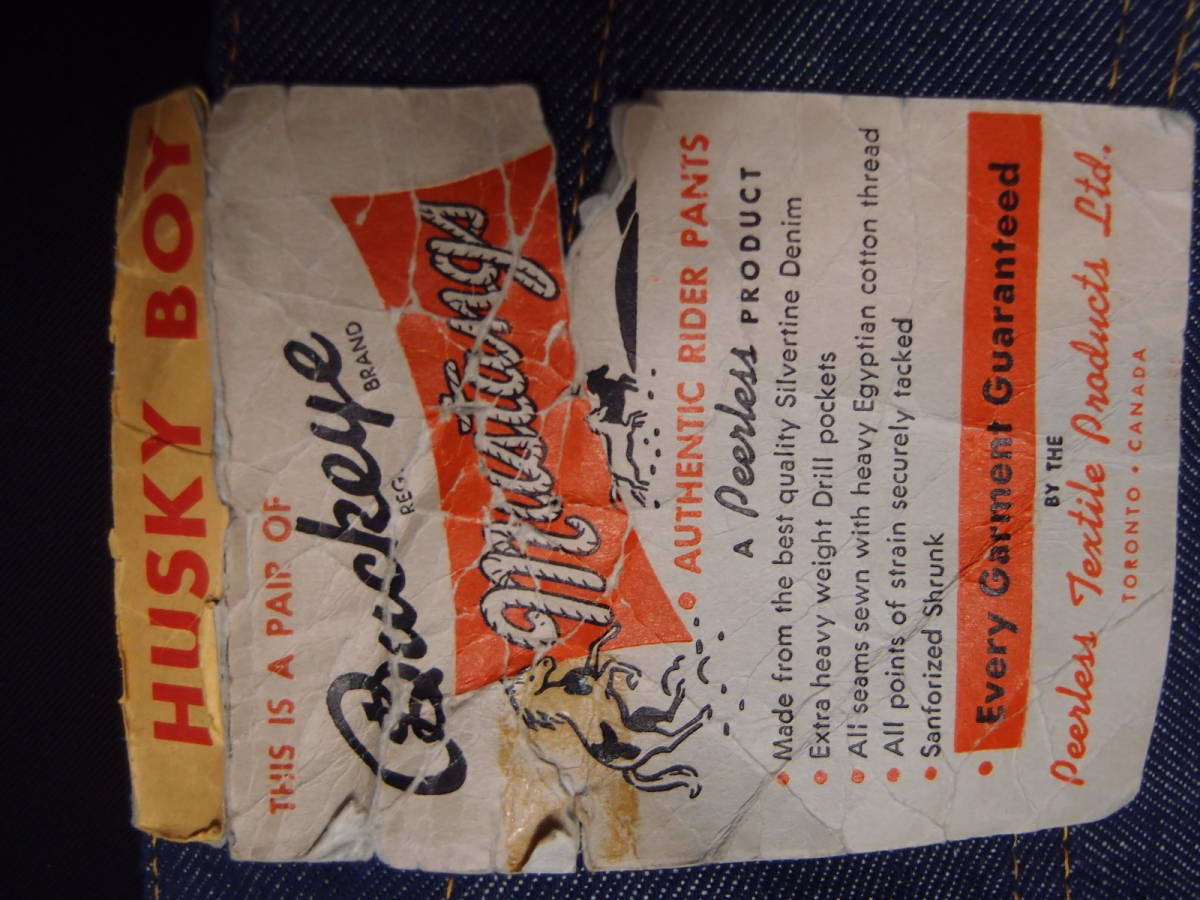 HUSKY BOY
THIS IS A PAIR OF
Buckeye
REG. BRAND
Mustangs
• AUTHENTIC RIDER PANTS
A Peerless PRODUCT
• Made from the best quality Silvertine Denim
• Extra heavy weight Drill pockets
• All seams sewn with heavy Egyptian cotton thread
• All points of strain securely tacked
• Sanforized Shrunk
• Every Garment Guaranteed
BY THE
Peerless Textile Products Ltd.
TORONTO • CANADA